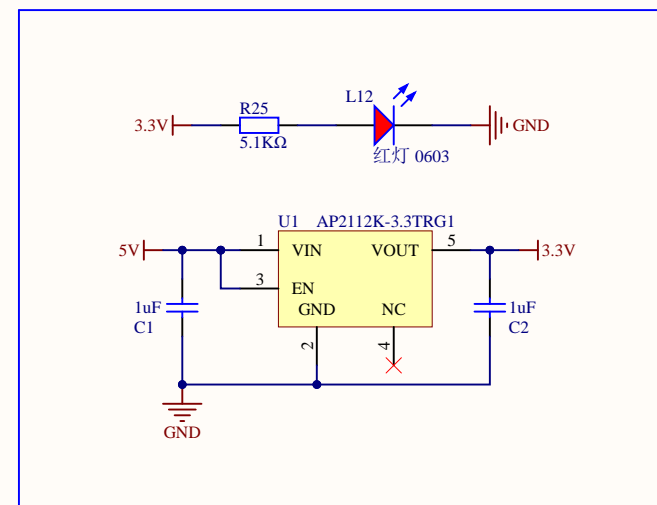 L12
R25
3.3V
GND
5.1KΩ
红灯 0603
U1 AP2112K-3.3TRG1
5V
1
VIN
VOUT
5
3.3V
3
EN
1uF
C1
GND
NC
1uF
C2
2
4
GND